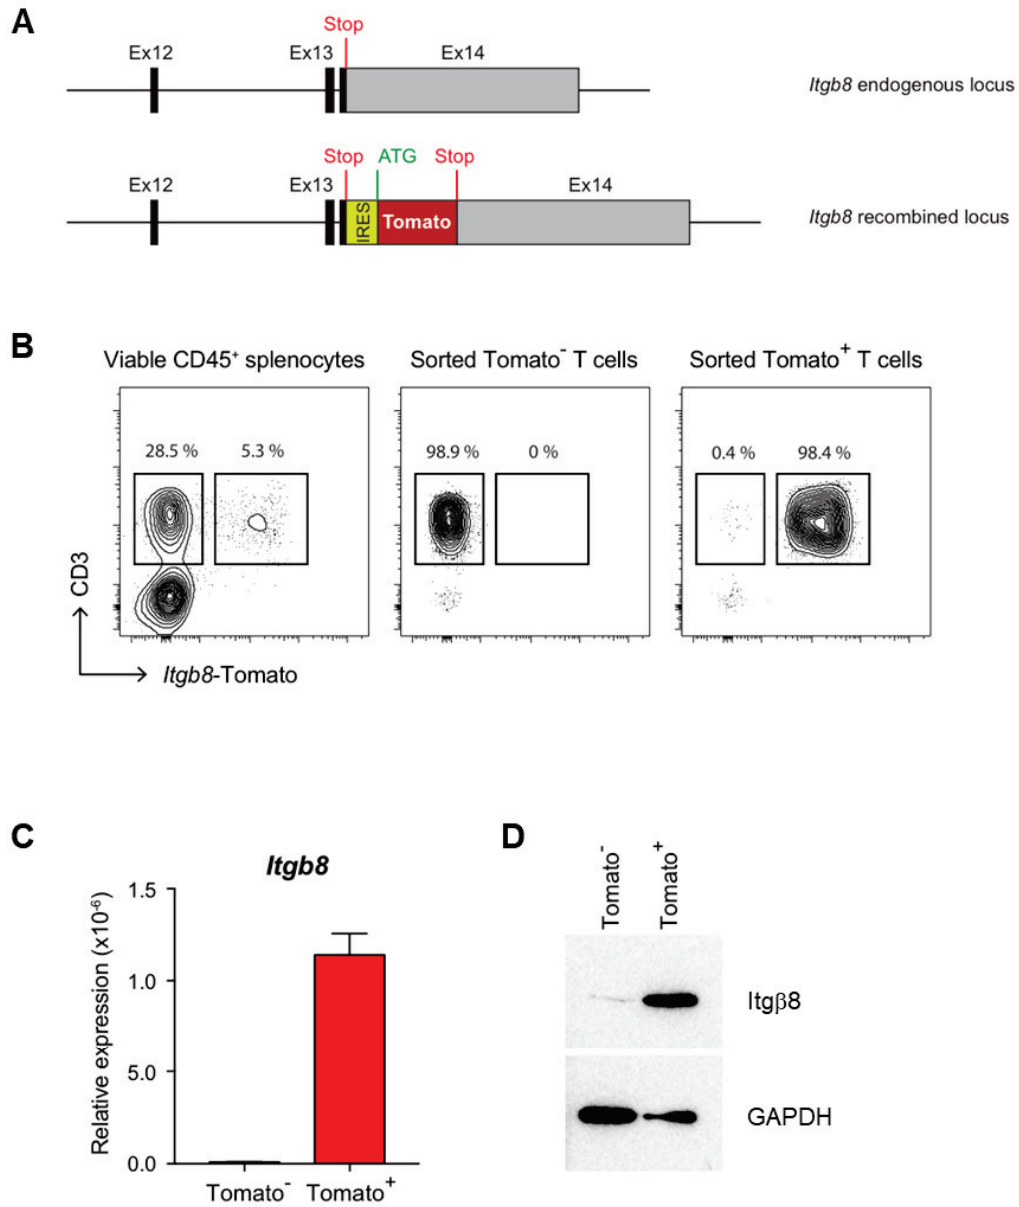 A
Stop
Ex12 Ex13 Ex14
Itgb8 endogenous locus
Stop ATG Stop
Ex12 Ex13 Ex14
IRES Tomato
Itgb8 recombined locus
B
Viable CD45⁺ splenocytes Sorted Tomato⁻ T cells Sorted Tomato⁺ T cells
28.5 % 5.3 % 98.9 % 0 % 0.4 % 98.4 %
CD3
Itgb8-Tomato
C
Itgb8
Relative expression (x10⁻⁶)
1.5
1.0
5.0
0.0
Tomato⁻ Tomato⁺
D
Tomato⁻ Tomato⁺
Itgβ8
GAPDH